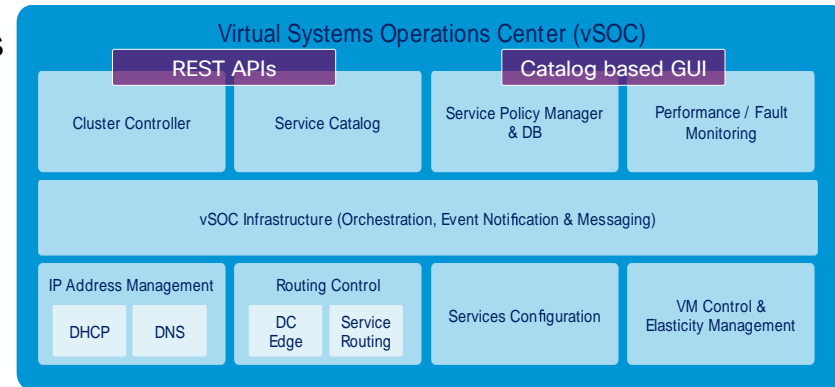 s
Virtual Systems Operations Center (vSOC)
REST APIs
Catalog based GUI
Cluster Controller
Service Catalog
Service Policy Manager
& DB
Performance / Fault
Monitoring
vSOC Infrastructure (Orchestration, Event Notification & Messaging)
IP Address Management
DHCP
DNS
Routing Control
DC
Edge
Service
Routing
Services Configuration
VM Control &
Elasticity Management